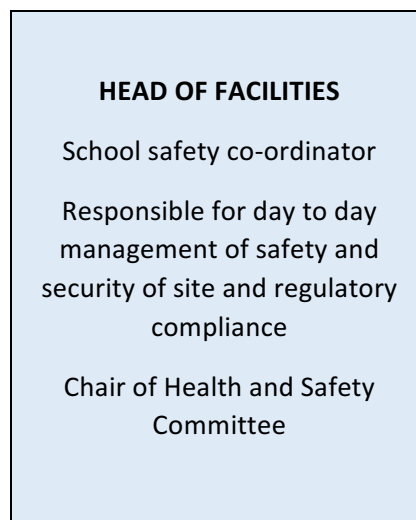 HEAD OF FACILITIES
School safety co-ordinator
Responsible for day to day
management of safety and
security of site and regulatory
compliance
Chair of Health and Safety
Committee